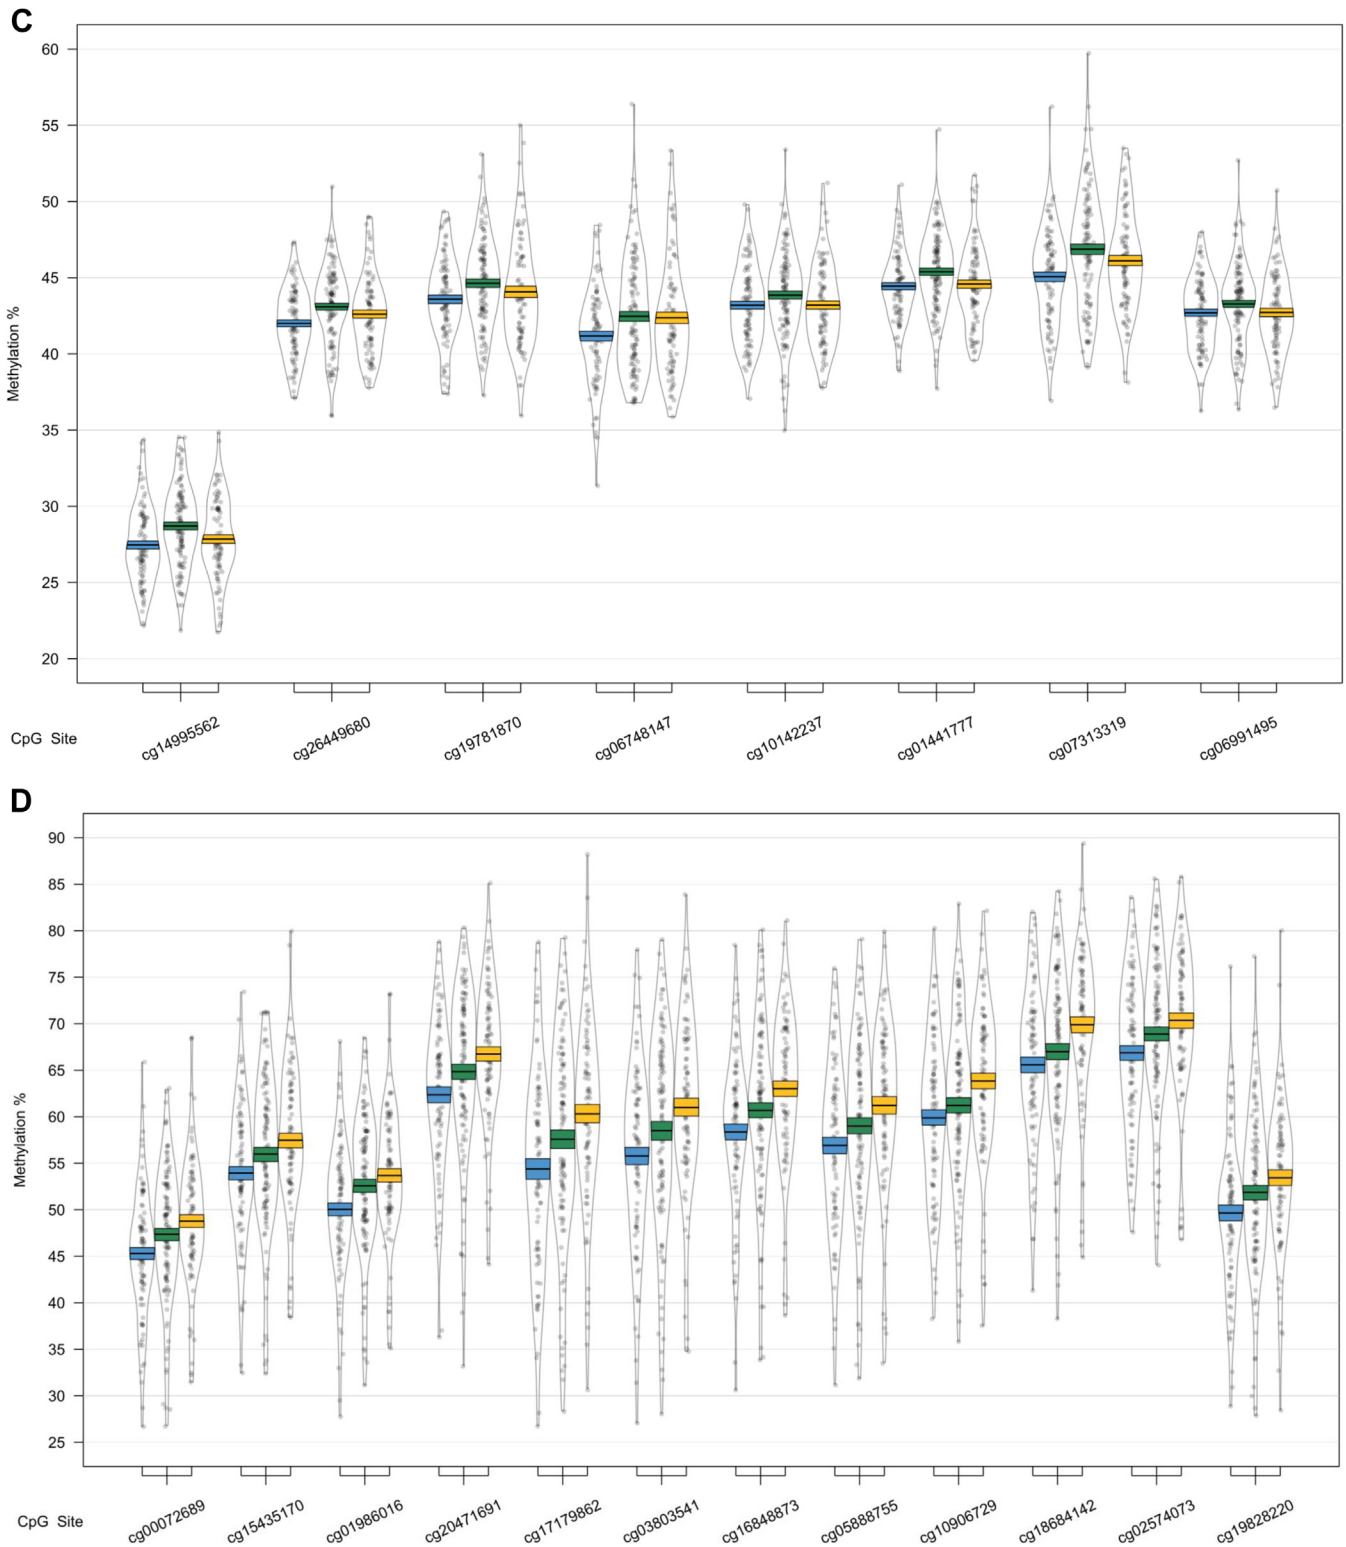 C
60
55
50
45
40
35
30
25
20
Methylation %
CpG Site
cg14995562
cg26449680
cg19781870
cg06748147
cg10142237
cg01441777
cg07313319
cg06991495
D
90
85
80
75
70
65
60
55
50
45
40
35
30
25
Methylation %
CpG Site
cg00072689
cg15435170
cg01986016
cg20471691
cg17179862
cg03803541
cg16848873
cg05888755
cg10906729
cg18684142
cg02574073
cg19828220